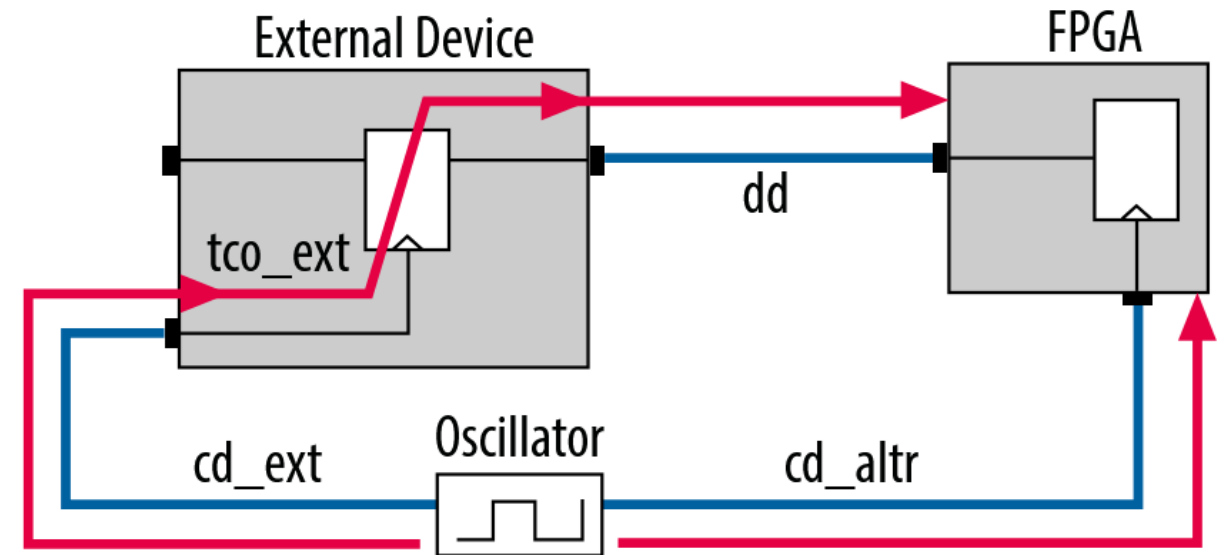 External Device
FPGA
dd
tco_ext
cd_ext
Oscillator
cd_altr